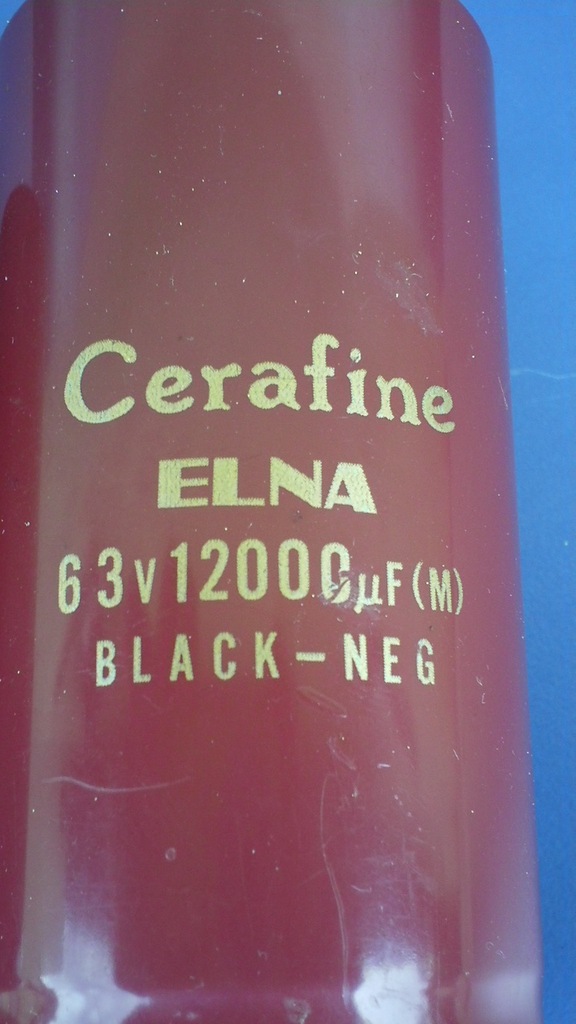 Cerafine
ELNA
63V12000μF(M)
BLACK-NEG